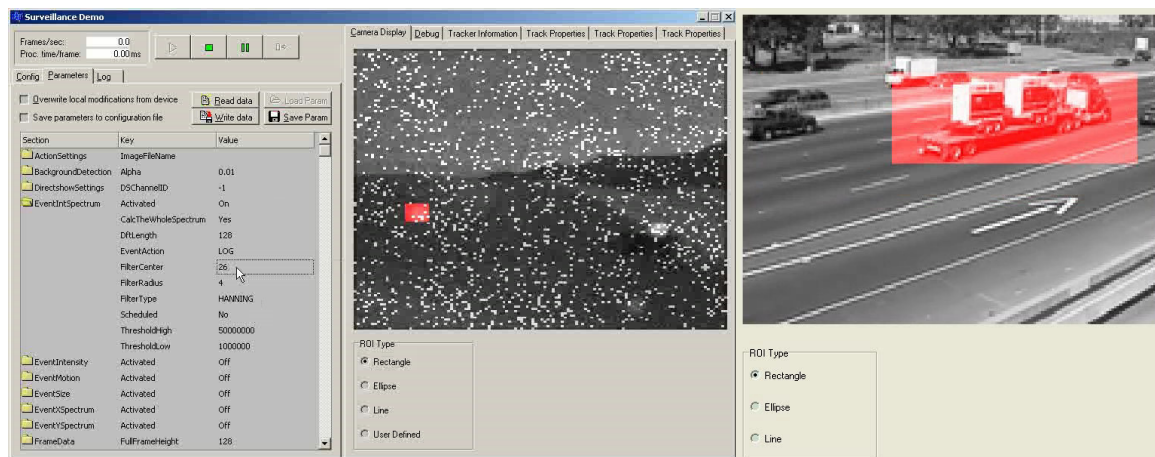 Surveillance Demo
Frames/sec: 0.0
Proc. time/frame: 0.00 ms
Config Parameters Log
Overwrite local modifications from device
Read data Load Param
Save parameters to configuration file
Write data Save Param
Section Key Value
ActionSettings ImageFileName
BackgroundDetection Alpha 0.01
DirectshowSettings DSChannelID -1
EventIntSpectrum Activated On
CalcTheWholeSpectrum Yes
DftLength 128
EventAction LOG
FilterCenter 26
FilterRadius 4
FilterType HANNING
Scheduled No
ThresholdHigh 50000000
ThresholdLow 1000000
EventIntensity Activated Off
EventMotion Activated Off
EventSize Activated Off
EventXSpectrum Activated Off
EventYSpectrum Activated Off
FrameData FullFrameHeight 128
Camera Display Debug Tracker Information Track Properties Track Properties Track Properties
ROI Type
Rectangle
Ellipse
Line
User Defined
ROI Type
Rectangle
Ellipse
Line